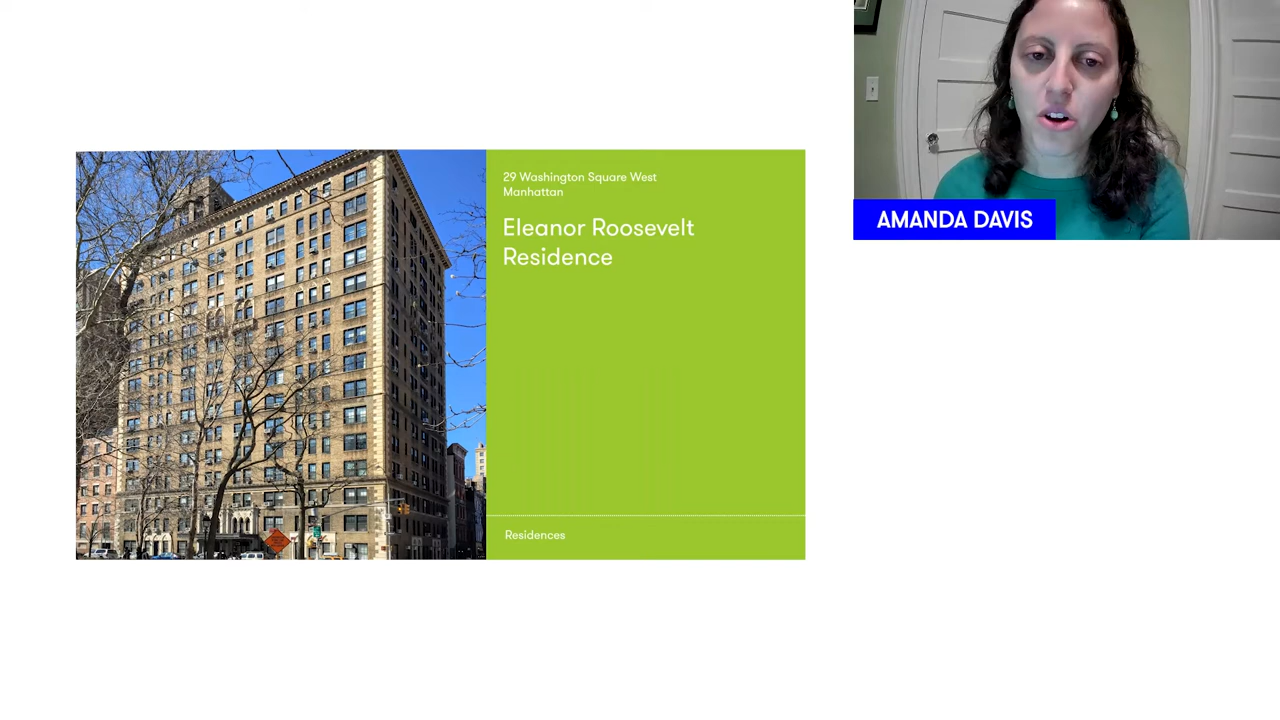 29 Washington Square West
Manhattan
Eleanor Roosevelt
Residence
Residences
AMANDA DAVIS